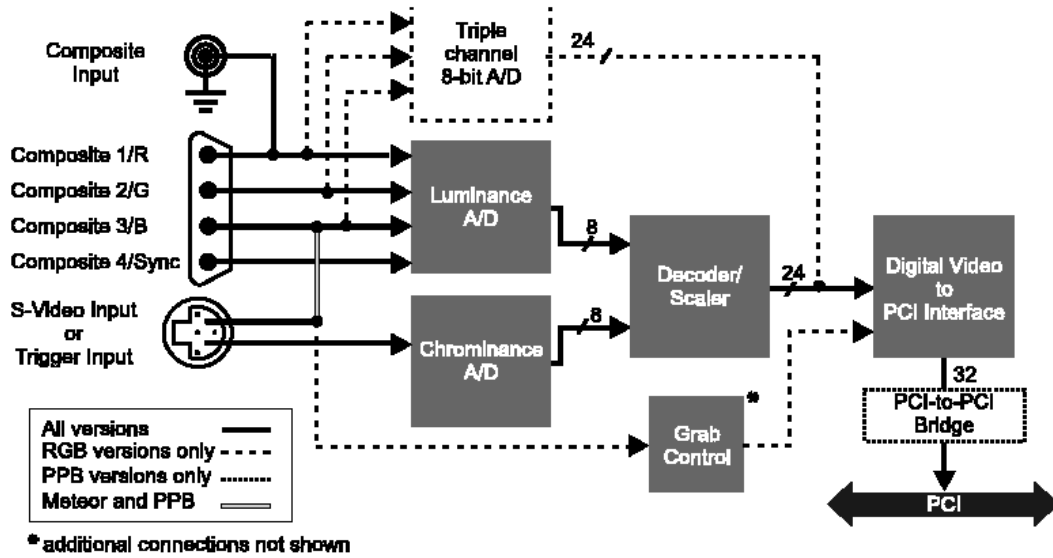 Composite
Input
Triple
channel
8-bit A/D
24
Composite 1/R
Composite 2/G
Composite 3/B
Composite 4/Sync
Luminance
A/D
8
Decoder/
Scaler
24
Digital Video
to
PCI Interface
S-Video Input
or
Trigger Input
Chrominance
A/D
8
32
PCI-to-PCI
Bridge
*
Grab
Control
PCI
All versions
RGB versions only
PPB versions only
Meteor and PPB
* additional connections not shown